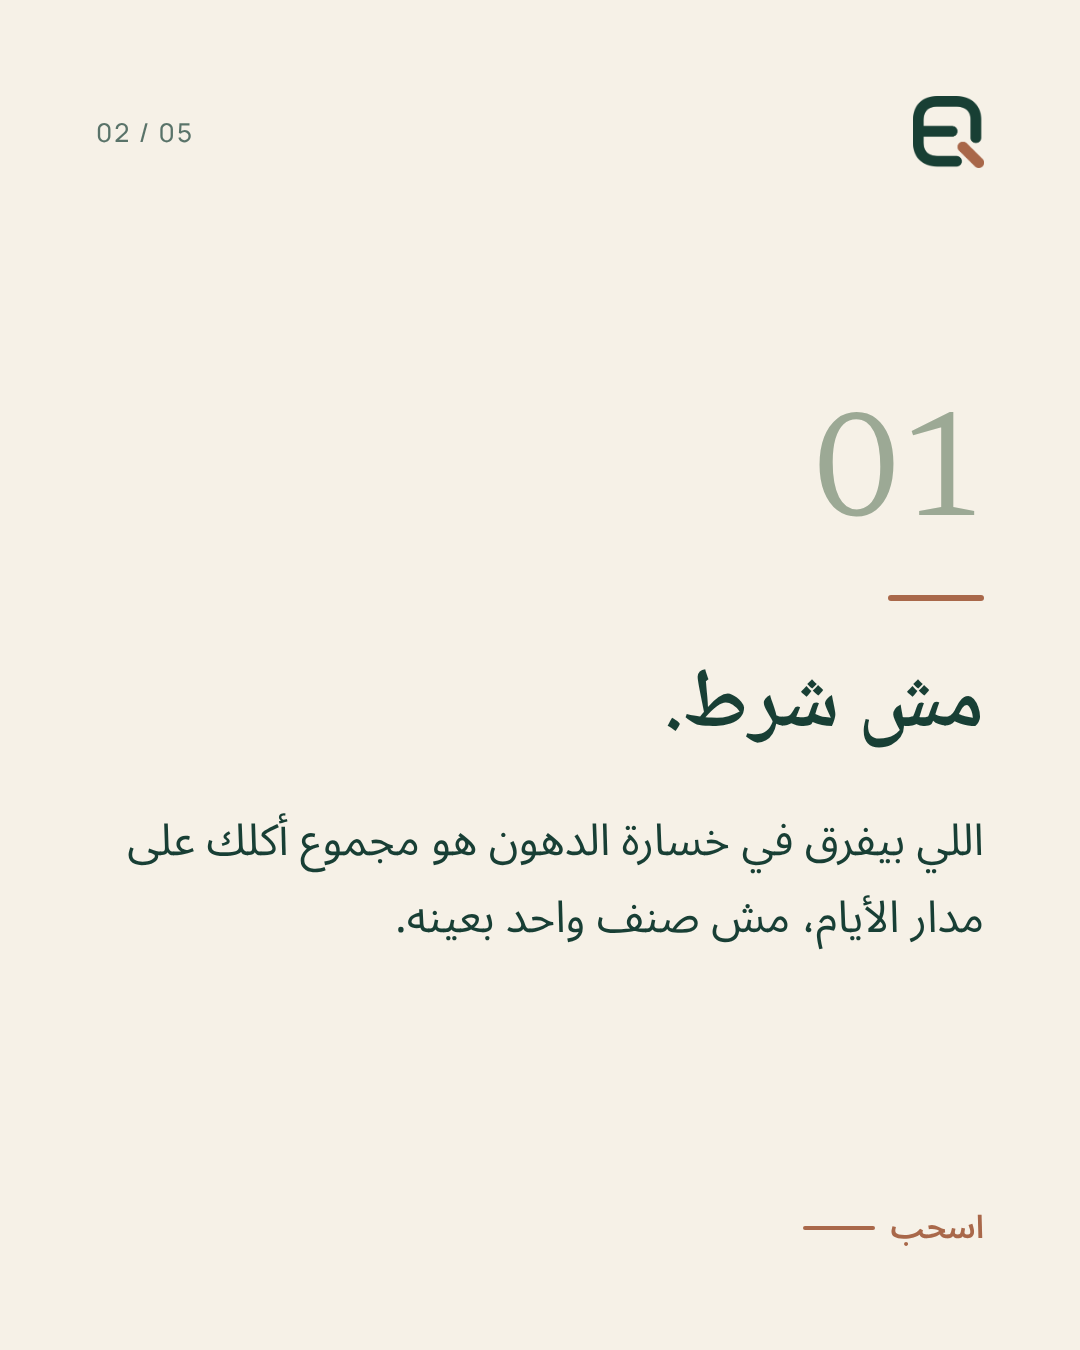 02 / 05
01
مش شرط.
اللي بيفرق في خسارة الدهون هو مجموع أكلك على
مدار الأيام، مش صنف واحد بعينه.
اسحب